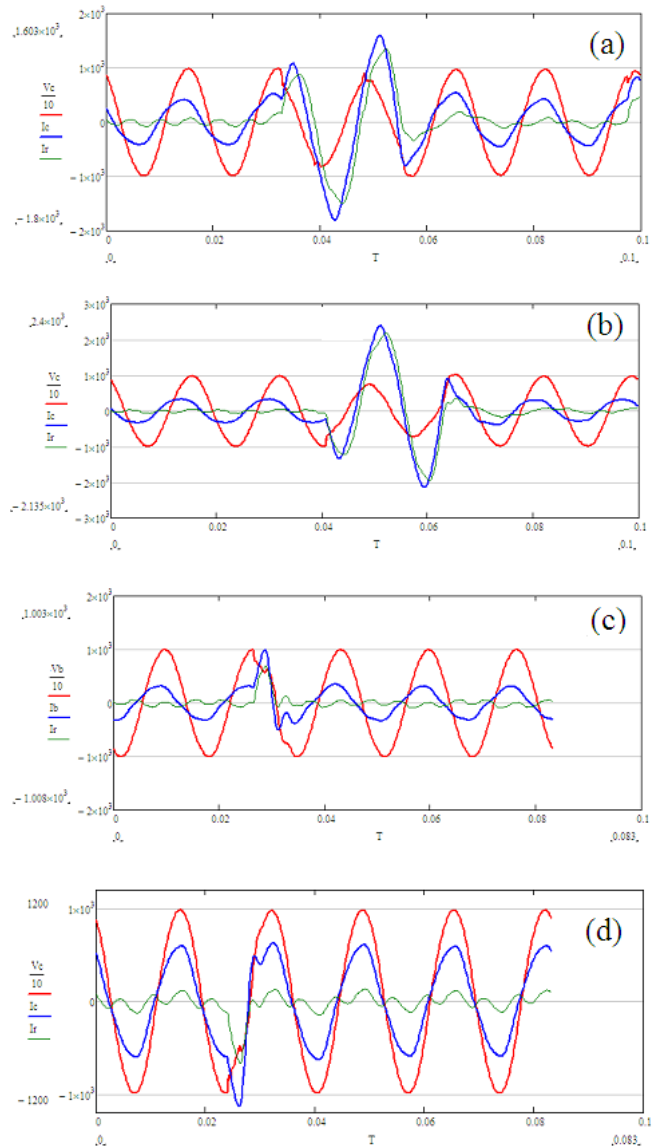 2×10³
1.603×10³
(a)
1×10³
Vc
10
Ic
Ir
0
−1×10³
−1.8×10³
−2×10³
0 0.02 0.04 0.06 0.08 0.1
0 T 0.1
3×10³
2.4×10³
(b)
2×10³
1×10³
Vc
10
Ic
Ir
0
−1×10³
−2×10³
−2.135×10³
−3×10³
0 0.02 0.04 0.06 0.08 0.1
0 T 0.1
2×10³
1.003×10³
(c)
1×10³
Vb
10
Ib
Ir
0
−1×10³
−1.008×10³
−2×10³
0 0.02 0.04 0.06 0.08 0.1
0 T 0.083
1200
1×10³
(d)
Vc
10
Ic
Ir
0
−1200
−1×10³
0 0.02 0.04 0.06 0.08 0.1
0 T 0.083